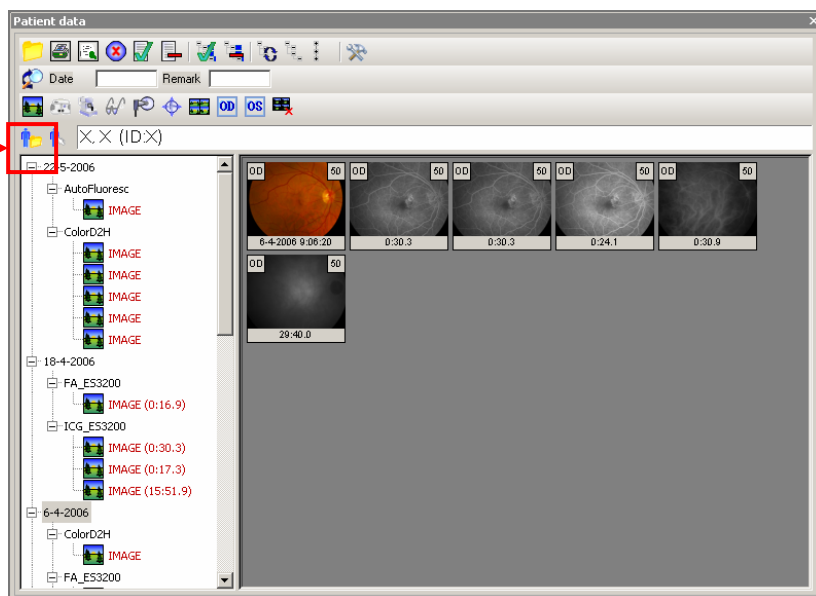 Patient data
Date Remark
OD OS
X, X (ID:X)
22-5-2006
AutoFluoresc
IMAGE
ColorD2H
IMAGE
IMAGE
IMAGE
IMAGE
IMAGE
18-4-2006
FA_ES3200
IMAGE (0:16.9)
ICG_ES3200
IMAGE (0:30.3)
IMAGE (0:17.3)
IMAGE (15:51.9)
6-4-2006
ColorD2H
IMAGE
FA_ES3200
OD 50 OD 50 OD 50 OD 50 OD 50
6-4-2006 9:06:20 0:30.3 0:30.3 0:24.1 0:30.9
OD 50
29:40.0